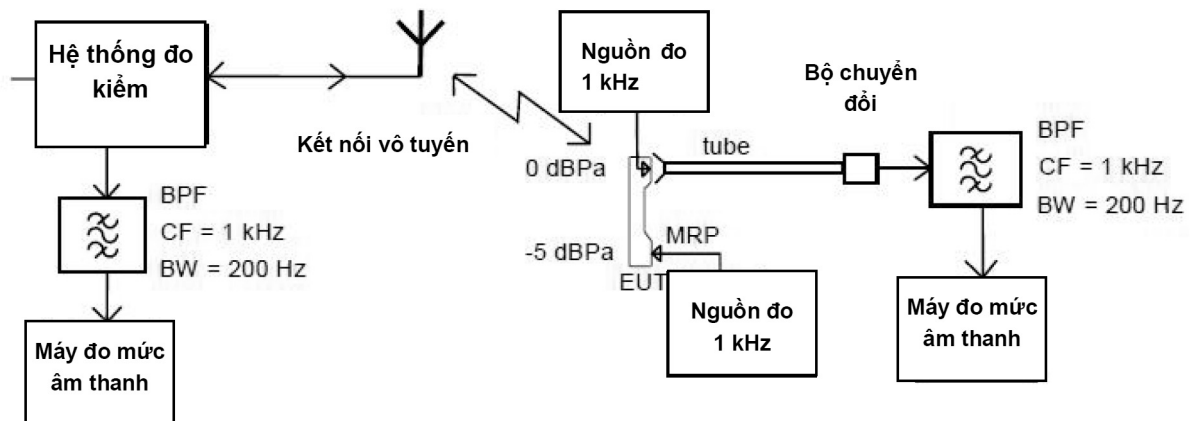 Hệ thống đo
kiểm
Kết nối vô tuyến
BPF
CF = 1 kHz
BW = 200 Hz
Máy đo mức
âm thanh
Nguồn đo
1 kHz
0 dBPa
-5 dBPa
MRP
EUT
Nguồn đo
1 kHz
tube
Bộ chuyển
đổi
BPF
CF = 1 kHz
BW = 200 Hz
Máy đo mức
âm thanh